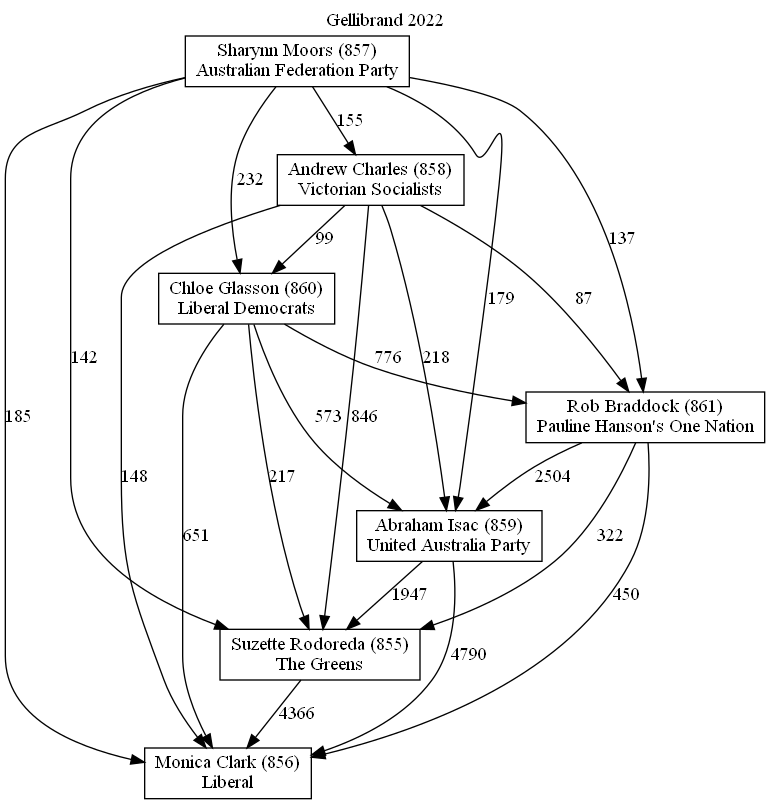 Gellibrand 2022
Sharynn Moors (857)
Australian Federation Party
155
Andrew Charles (858)
Victorian Socialists
232
137
99
Chloe Glasson (860)
Liberal Democrats
179
87
142
776
218
185
573
846
Rob Braddock (861)
Pauline Hanson's One Nation
148
217
2504
651
Abraham Isac (859)
United Australia Party
322
1947
450
Suzette Rodoreda (855)
The Greens
4790
4366
Monica Clark (856)
Liberal